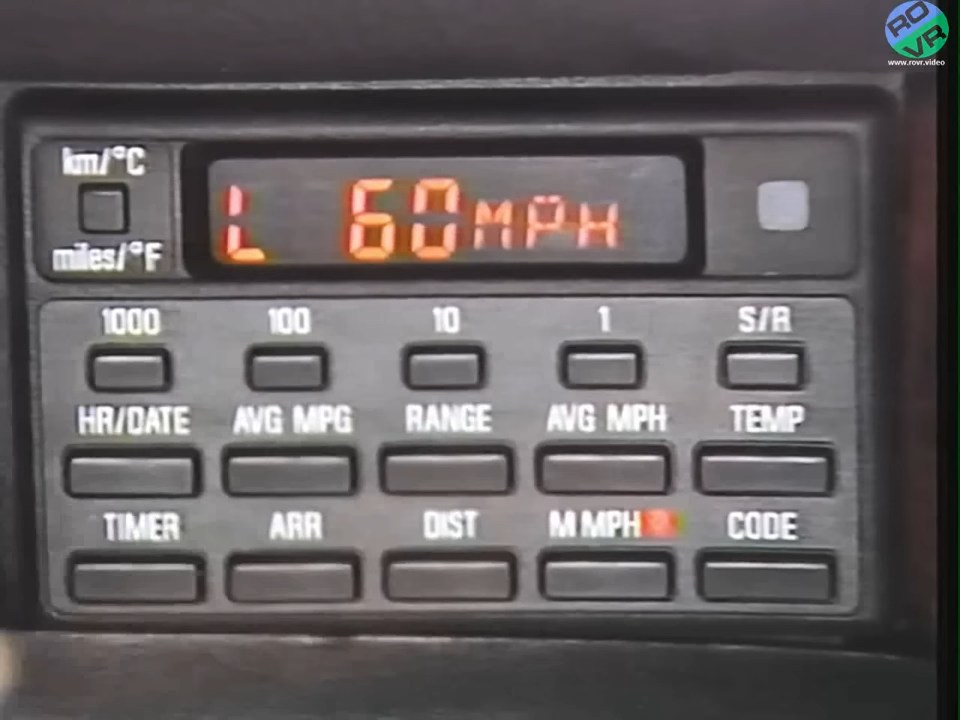 ROVR
www.rovr.video
km/°C
miles/°F
L 60MPH
1000 100 10 1 S/R
HR/DATE AVG MPG RANGE AVG MPH TEMP
TIMER ARR DIST M MPH CODE